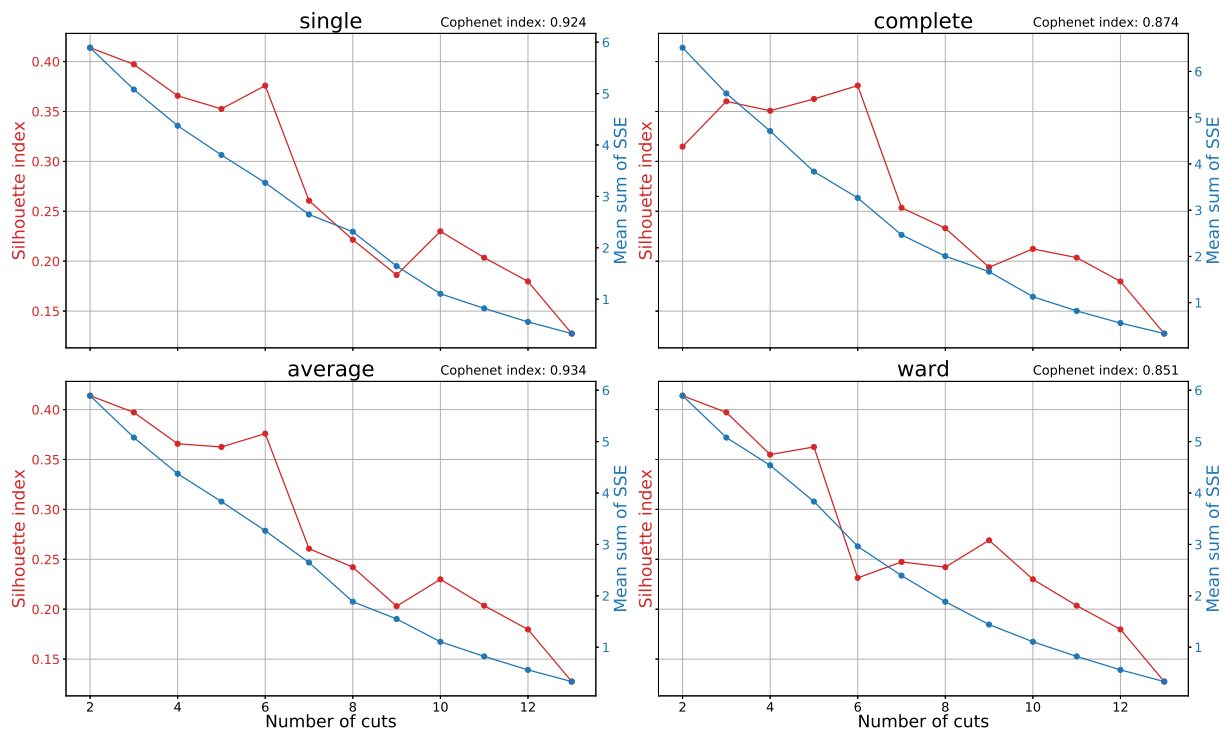 single
Cophenet index: 0.924
complete
Cophenet index: 0.874
0.40
0.35
0.30
0.25
0.20
0.15
Silhouette index
6
5
4
3
2
1
Mean sum of SSE
Silhouette index
6
5
4
3
2
1
Mean sum of SSE
average
Cophenet index: 0.934
ward
Cophenet index: 0.851
0.40
0.35
0.30
0.25
0.20
0.15
Silhouette index
6
5
4
3
2
1
Mean sum of SSE
Silhouette index
6
5
4
3
2
1
Mean sum of SSE
2 4 6 8 10 12
Number of cuts
2 4 6 8 10 12
Number of cuts